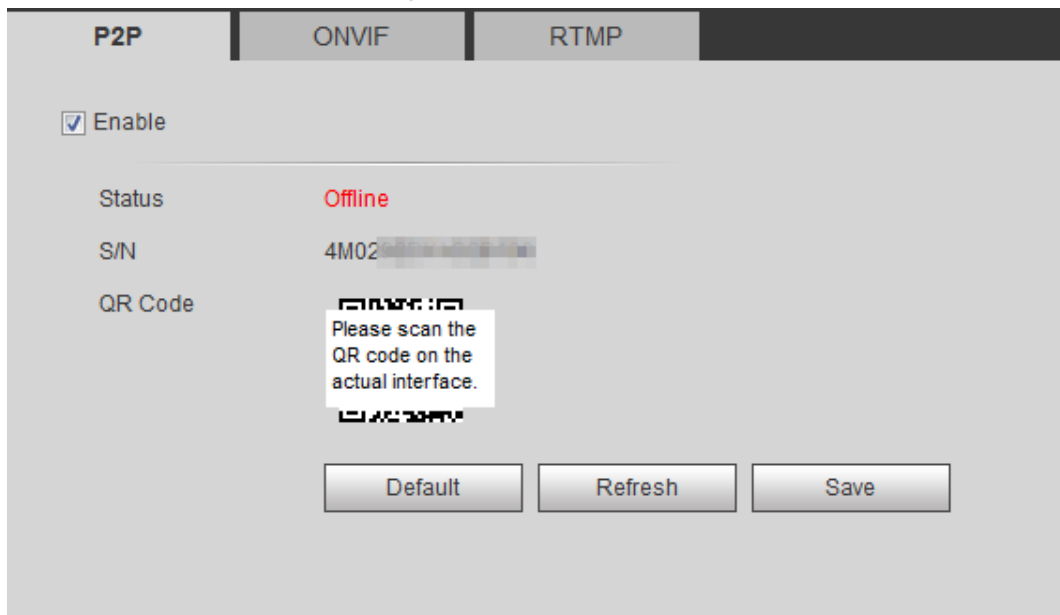 P2P ONVIF RTMP
Enable
Status Offline
S/N 4M02
QR Code
Please scan the
QR code on the
actual interface.
Default Refresh Save